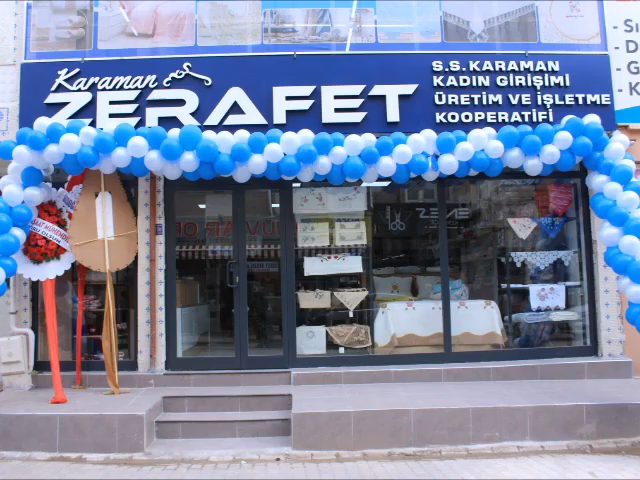 Karaman
ZERAFET
S.S. KARAMAN
KADIN GİRİŞİMİ
ÜRETİM VE İŞLETME
KOOPERATİFİ